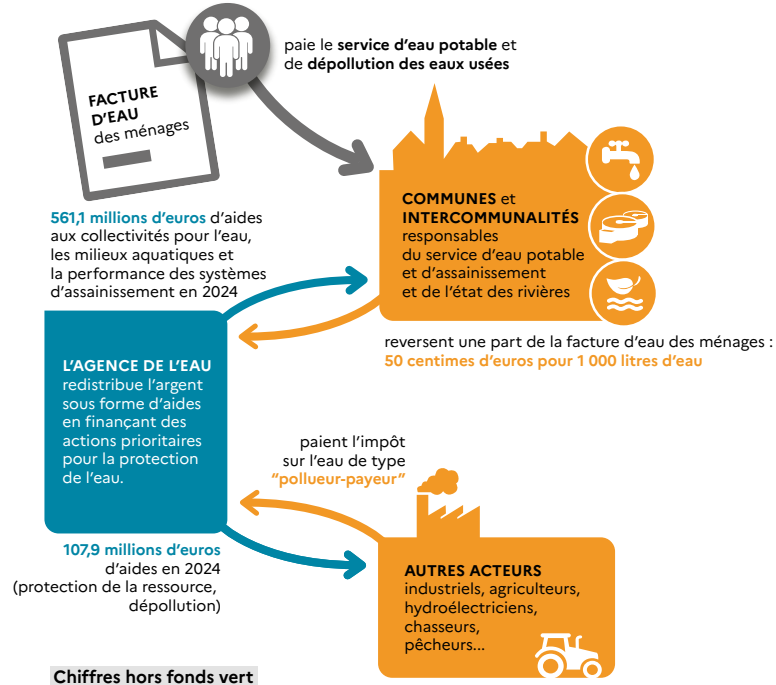 paie le service d'eau potable et
de dépollution des eaux usées
FACTURE
D'EAU
des ménages
COMMUNES et
INTERCOMMUNALITÉS
responsables
du service d'eau potable
et d'assainissement
et de l'état des rivières
561,1 millions d'euros d'aides
aux collectivités pour l'eau,
les milieux aquatiques et
la performance des systèmes
d'assainissement en 2024
reversent une part de la facture d'eau des ménages :
50 centimes d'euros pour 1 000 litres d'eau
L'AGENCE DE L'EAU
redistribue l'argent
sous forme d'aides
en finançant des
actions prioritaires
pour la protection
de l'eau.
paient l'impôt
sur l'eau de type
"pollueur-payeur"
107,9 millions d'euros
d'aides en 2024
(protection de la ressource,
dépollution)
AUTRES ACTEURS
industriels, agriculteurs,
hydroélectriciens,
chasseurs,
pêcheurs...
Chiffres hors fonds vert